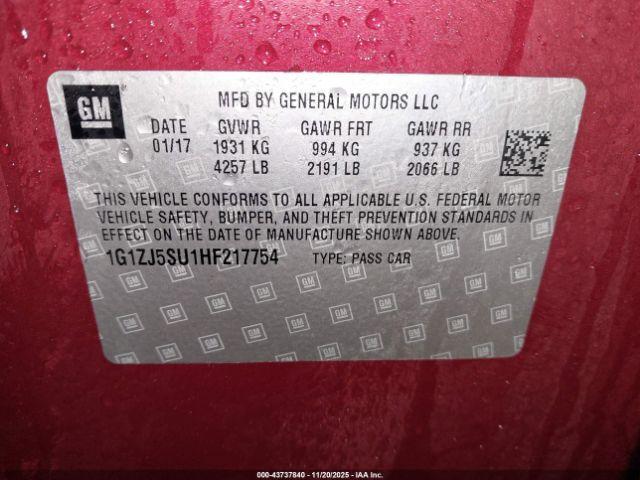 GM
MFD BY GENERAL MOTORS LLC
DATE GVWR GAWR FRT GAWR RR
01/17 1931 KG 994 KG 937 KG
4257 LB 2191 LB 2066 LB
THIS VEHICLE CONFORMS TO ALL APPLICABLE U.S. FEDERAL MOTOR
VEHICLE SAFETY, BUMPER, AND THEFT PREVENTION STANDARDS IN
EFFECT ON THE DATE OF MANUFACTURE SHOWN ABOVE.
1G1ZJ5SU1HF217754 TYPE: PASS CAR
000-43737840 - 11/20/2025 - IAAI, Inc.